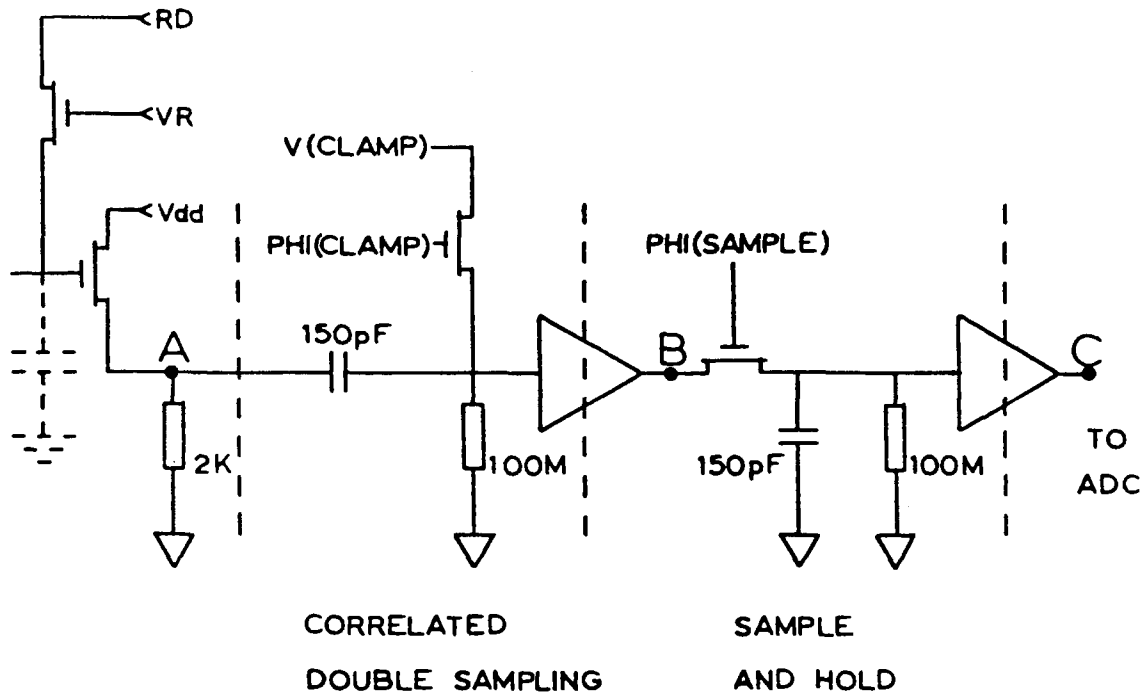 RD
VR
V(CLAMP)
Vdd
PHI(CLAMP)
PHI(SAMPLE)
150pF
A
B
C
2K
100M
150pF
100M
TO
ADC
CORRELATED
DOUBLE SAMPLING
SAMPLE
AND HOLD